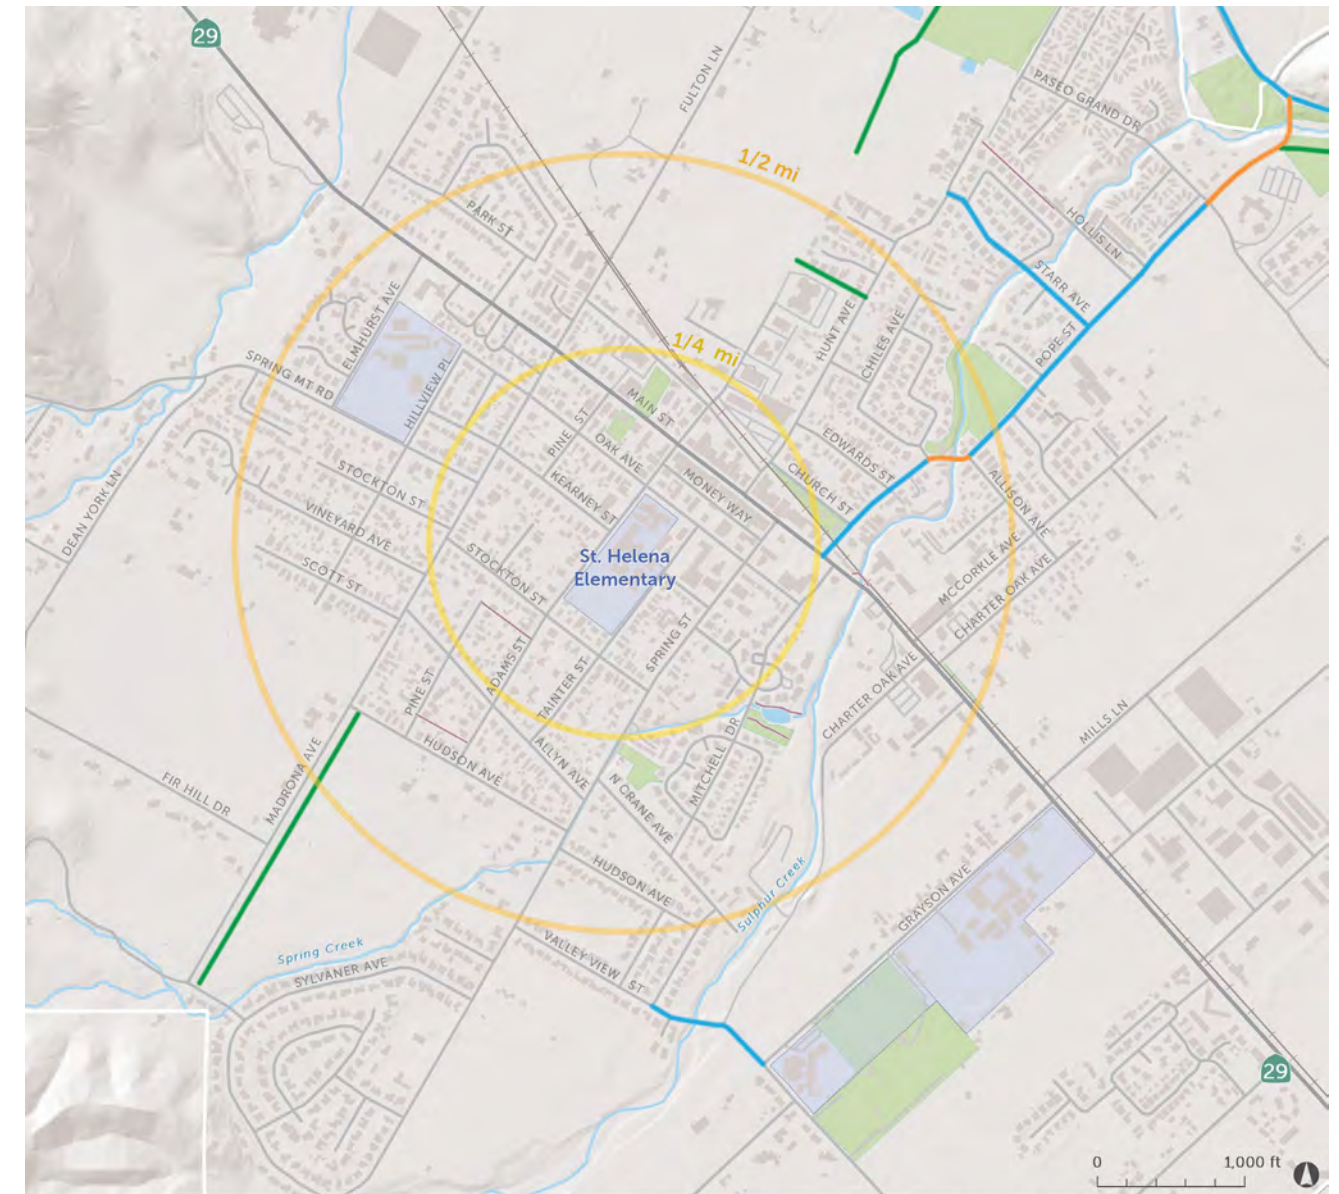 29
FULTON LN
PASEO GRAND DR
1/2 mi
PARK ST
HOLLIS LN
STARR AVE
ELMHURST AVE
HUNT AVE
CHILES AVE
POPE ST
1/4 mi
SPRING MT RD
HILLVIEW PL
MAIN ST
PINE ST
OAK AVE
EDWARDS ST
MONEY WAY
CHURCH ST
ALLISON AVE
STOCKTON ST
KEARNEY ST
DEAN YORK LN
VINEYARD AVE
SCOTT ST
STOCKTON ST
St. Helena
Elementary
MCCORKLE AVE
CHARTER OAK AVE
SPRING ST
ADAMS ST
PINE ST
TAINTER ST
CHARTER OAK AVE
MILLS LN
HUDSON AVE
ALLYN AVE
MITCHELL DR
MADRONA AVE
FIR HILL DR
N CRANE AVE
HUDSON AVE
Sulphur Creek
GRAYSON AVE
Spring Creek
SYLVANER AVE
VALLEY VIEW ST
29
0
1,000 ft